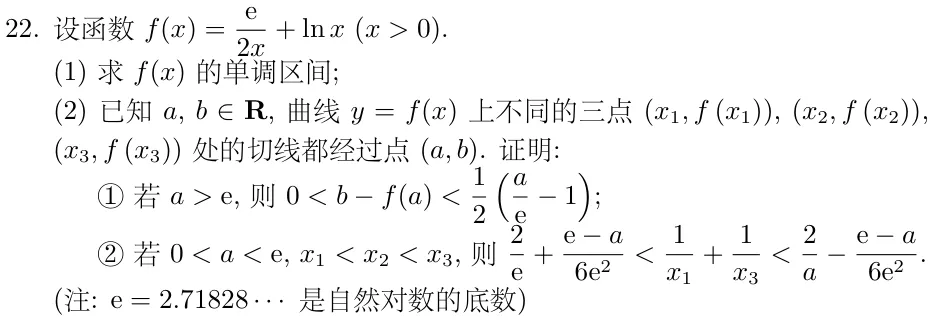 22. 设函数 f(x) = e/(2x) + ln x (x > 0).
(1) 求 f(x) 的单调区间;
(2) 已知 a, b ∈ R, 曲线 y = f(x) 上不同的三点 (x₁, f (x₁)), (x₂, f (x₂)),
(x₃, f (x₃)) 处的切线都经过点 (a, b). 证明:
① 若 a > e, 则 0 < b − f(a) < 1/2 (a/e − 1);
② 若 0 < a < e, x₁ < x₂ < x₃, 则 2/e + (e − a)/(6e²) < 1/x₁ + 1/x₃ < 2/a − (e − a)/(6e²).
(注: e = 2.71828··· 是自然对数的底数)